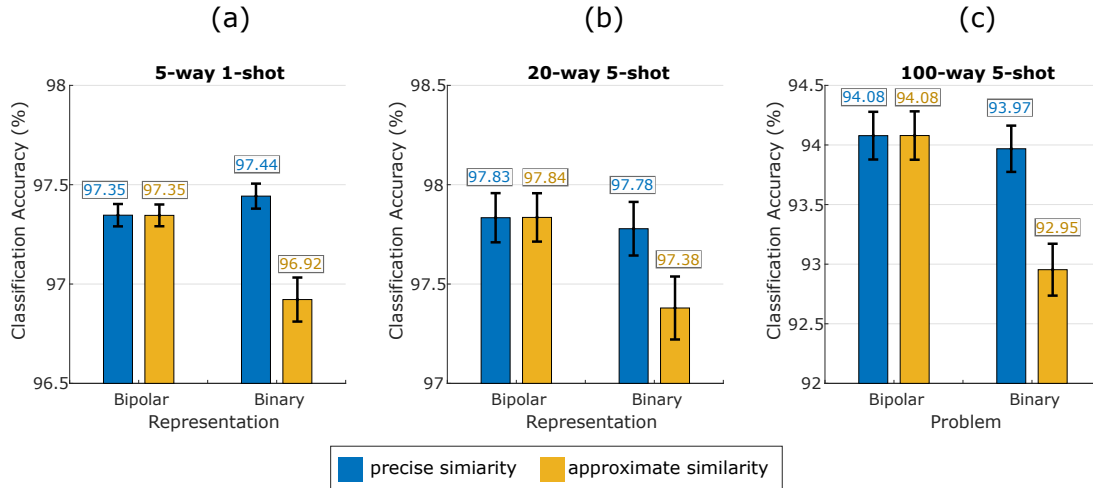 (a)
5-way 1-shot
Classification Accuracy (%)
98
97.5
97
96.5
97.35
97.35
97.44
96.92
Bipolar
Binary
Representation
(b)
20-way 5-shot
Classification Accuracy (%)
98.5
98
97.5
97
97.83
97.84
97.78
97.38
Bipolar
Binary
Representation
(c)
100-way 5-shot
Classification Accuracy (%)
94.5
94
93.5
93
92.5
92
94.08
94.08
93.97
92.95
Bipolar
Binary
Problem
precise simiarity
approximate similarity